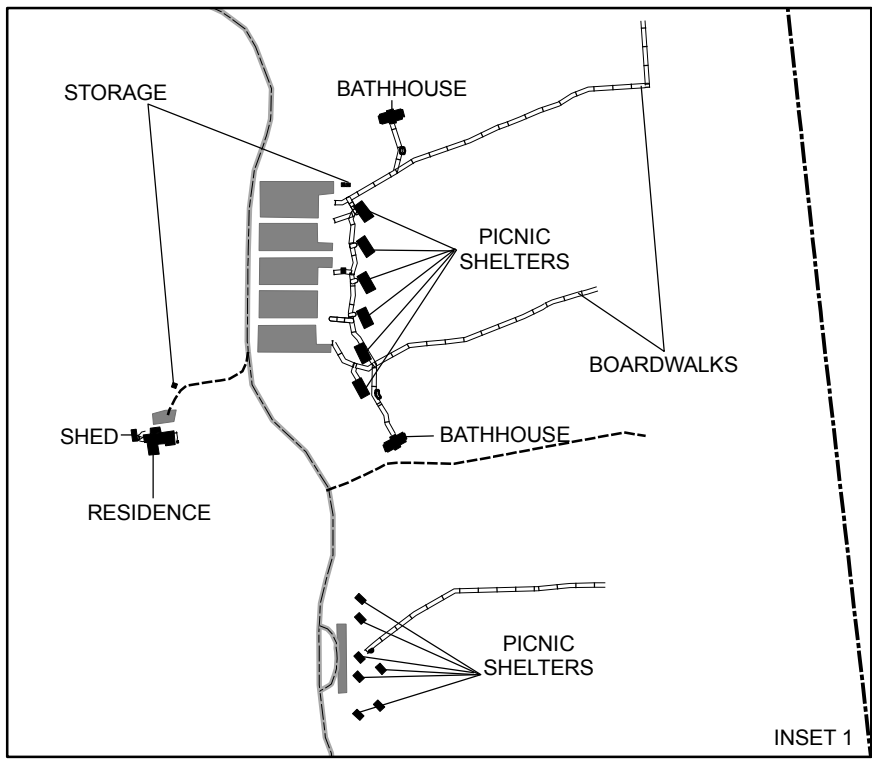 STORAGE
BATHHOUSE
PICNIC
SHELTERS
BOARDWALKS
SHED
BATHHOUSE
RESIDENCE
PICNIC
SHELTERS
INSET 1